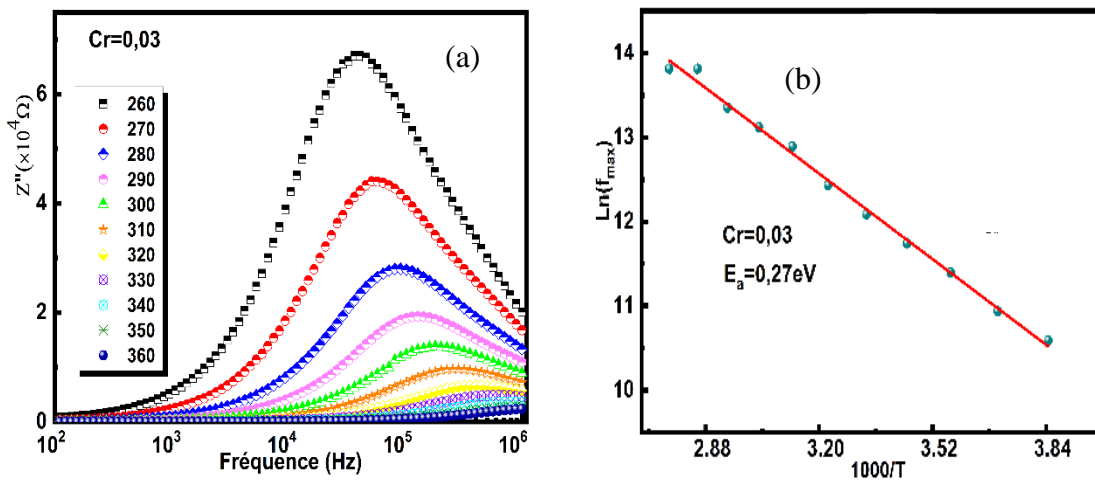 Cr=0,03
(a)
6
4
2
0
Z''(×10⁴Ω)
260
270
280
290
300
310
320
330
340
350
360
10² 10³ 10⁴ 10⁵ 10⁶
Fréquence (Hz)
(b)
14
13
12
11
10
Ln{f_max}
Cr=0,03
E_a=0,27eV
2.88 3.20 3.52 3.84
1000/T